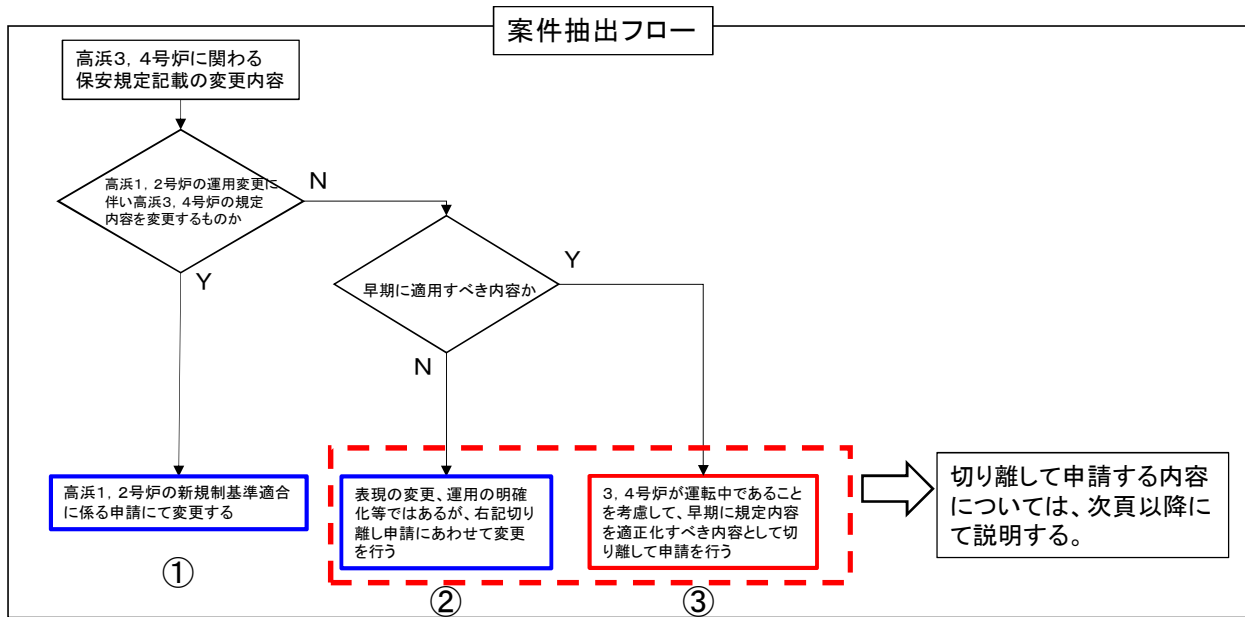 案件抽出フロー
高浜3，4号炉に関わる
保安規定記載の変更内容
高浜1，2号炉の運用変更に
伴い高浜3，4号炉の規定
内容を変更するものか
N
Y
早期に適用すべき内容か
Y
N
高浜1，2号炉の新規制基準適合
に係る申請にて変更する
①
表現の変更、運用の明確
化等ではあるが、右記切り
離し申請にあわせて変更
を行う
②
3，4号炉が運転中であること
を考慮して、早期に規定内容
を適正化すべき内容として切
り離して申請を行う
③
切り離して申請する内容
については、次頁以降に
て説明する。